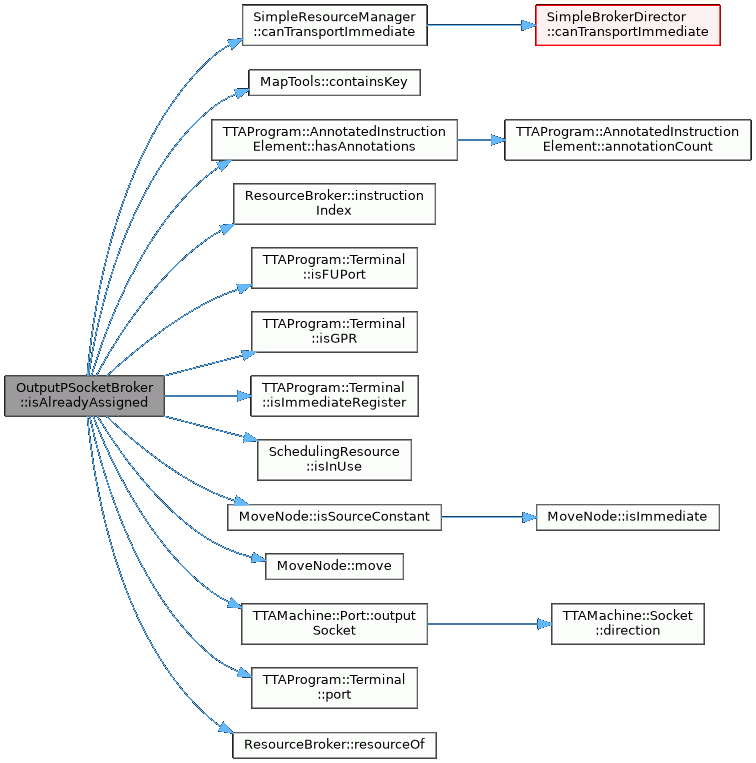 SimpleResourceManager
::canTransportImmediate
SimpleBrokerDirector
::canTransportImmediate
MapTools::containsKey
TTAProgram::AnnotatedInstruction
Element::hasAnnotations
TTAProgram::AnnotatedInstruction
Element::annotationCount
ResourceBroker::instruction
Index
TTAProgram::Terminal
::isFUPort
TTAProgram::Terminal
::isGPR
OutputPSocketBroker
::isAlreadyAssigned
TTAProgram::Terminal
::isImmediateRegister
SchedulingResource
::isInUse
MoveNode::isSourceConstant
MoveNode::isImmediate
MoveNode::move
TTAMachine::Port::output
Socket
TTAMachine::Socket
::direction
TTAProgram::Terminal
::port
ResourceBroker::resourceOf